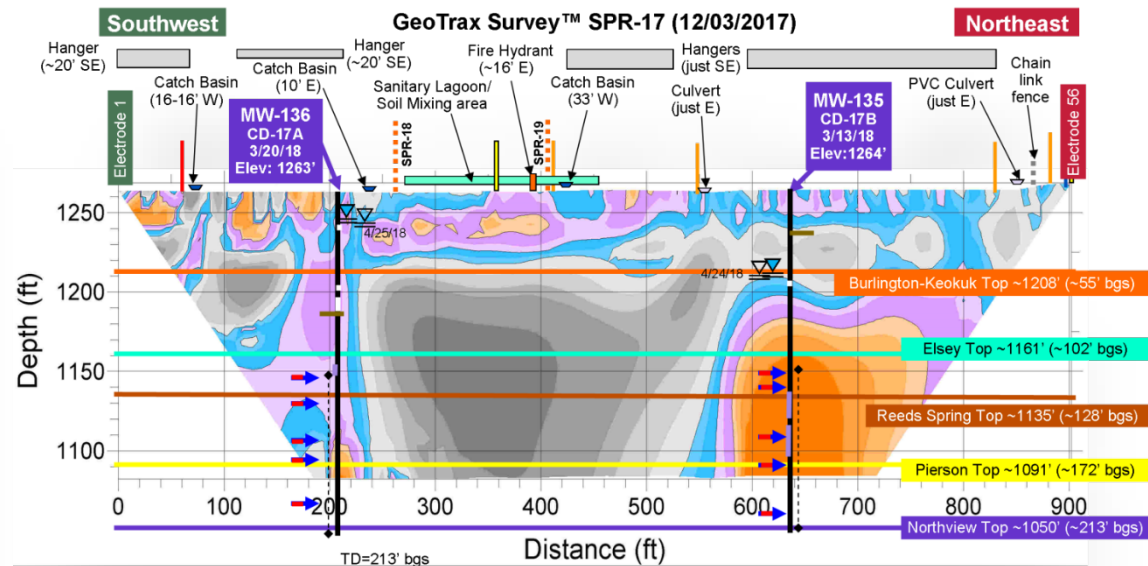 GeoTrax Survey™ SPR-17 (12/03/2017)
Southwest
Northeast
Hanger
(~20' SE)
Catch Basin
(16-16' W)
Catch Basin
(10' E)
Hanger
(~20' SE)
Sanitary Lagoon/
Soil Mixing area
Fire Hydrant
(~16' E)
Catch Basin
(33' W)
Hangers
(just SE)
Culvert
(just E)
PVC Culvert
(just E)
Chain
link
fence
Electrode 1
MW-136
CD-17A
3/20/18
Elev: 1263'
SPR-18
SPR-19
MW-135
CD-17B
3/13/18
Elev: 1264'
Electrode 56
Depth (ft)
1250
1200
1150
1100
4/25/18
4/24/18
Burlington-Keokuk Top ~1208' (~55' bgs)
Elsey Top ~1161' (~102' bgs)
Reeds Spring Top ~1135' (~128' bgs)
Pierson Top ~1091' (~172' bgs)
Northview Top ~1050' (~213' bgs)
0 100 200 300 400 500 600 700 800 900
Distance (ft)
TD=213' bgs